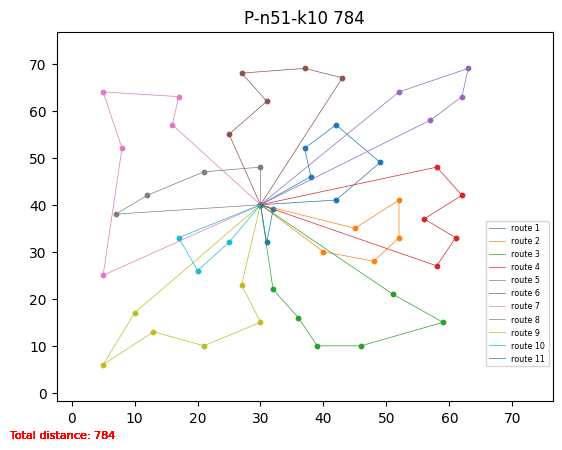 P-n51-k10 784
70
60
50
40
30
20
10
0
route 1
route 2
route 3
route 4
route 5
route 6
route 7
route 8
route 9
route 10
route 11
0 10 20 30 40 50 60 70
Total distance: 784